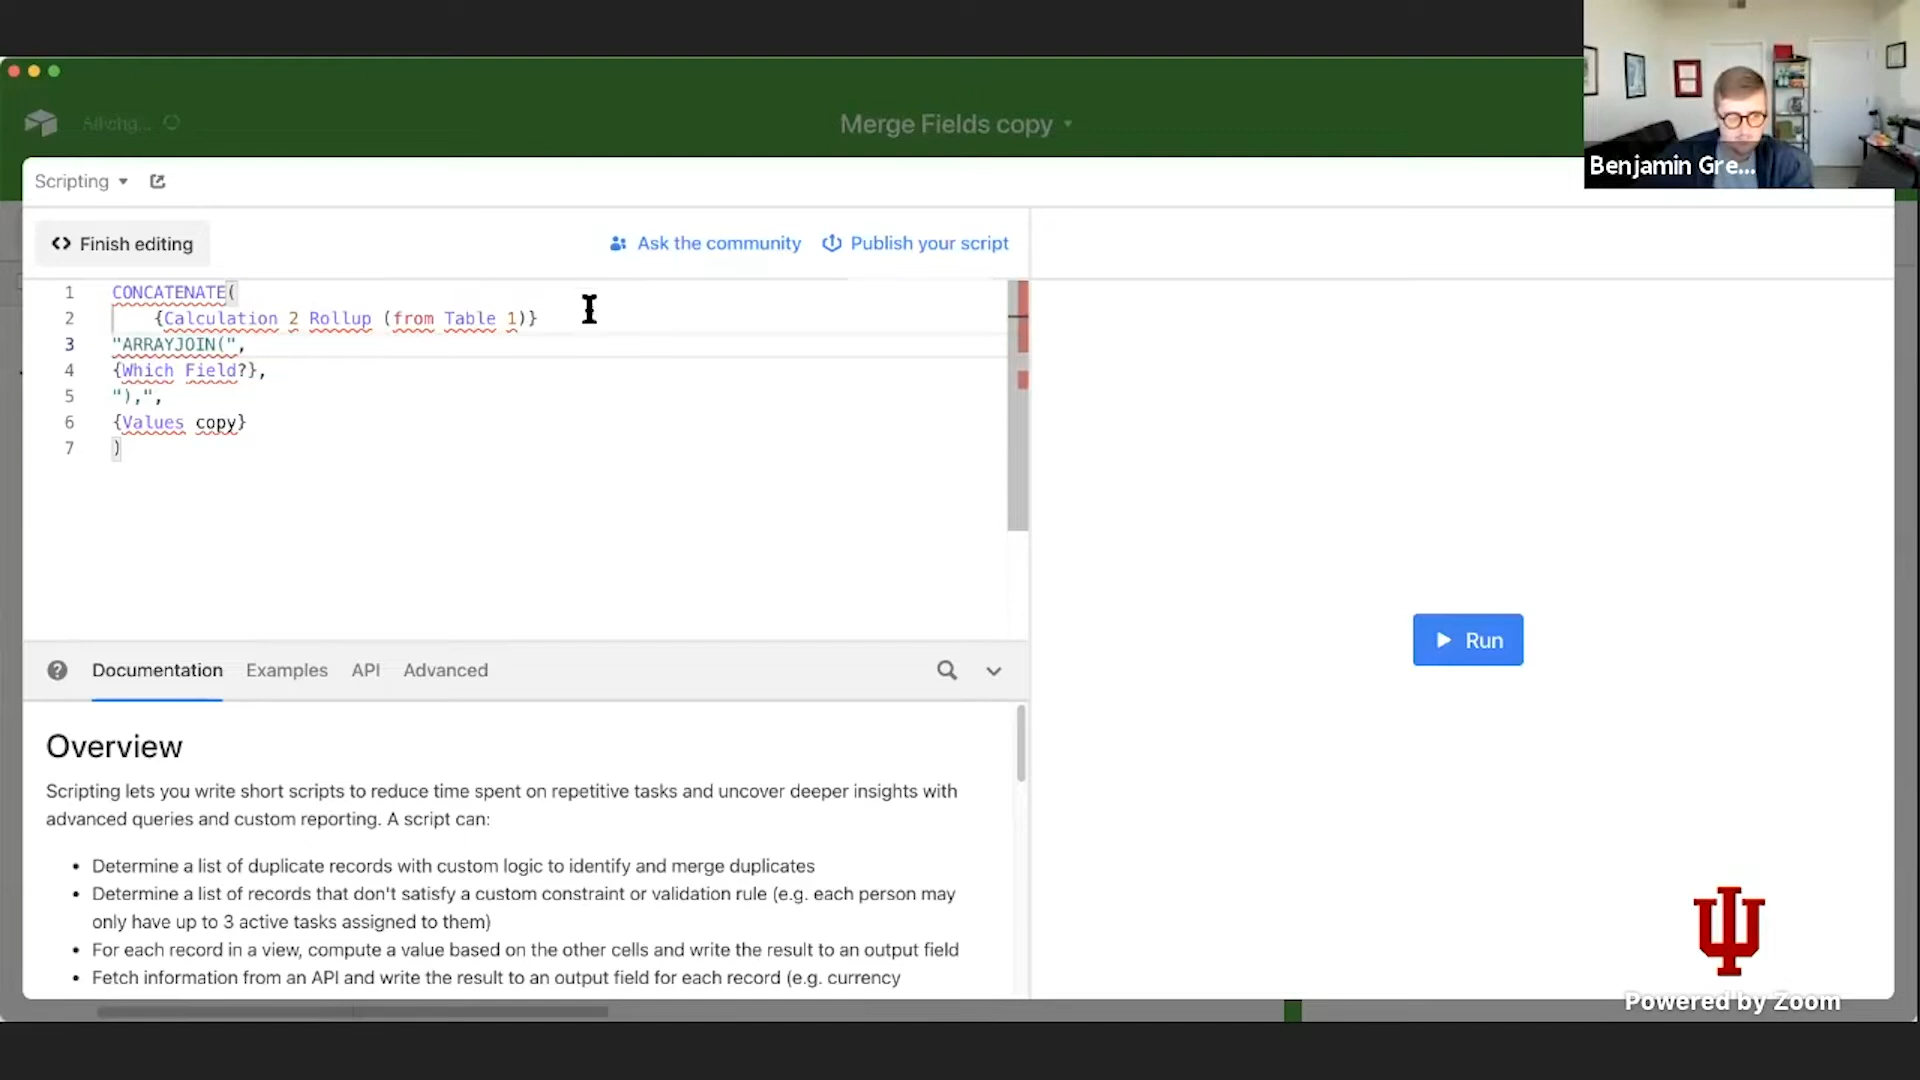 Merge Fields copy
Benjamin Gre...
Scripting
Finish editing
Ask the community
Publish your script
1 CONCATENATE(
2 {Calculation 2 Rollup (from Table 1)}
3 "ARRAYJOIN(",
4 {Which Field?},
5 "),",
6 {Values copy}
7 )
Run
Documentation Examples API Advanced
Overview
Scripting lets you write short scripts to reduce time spent on repetitive tasks and uncover deeper insights with
advanced queries and custom reporting. A script can:
• Determine a list of duplicate records with custom logic to identify and merge duplicates
• Determine a list of records that don't satisfy a custom constraint or validation rule (e.g. each person may
only have up to 3 active tasks assigned to them)
• For each record in a view, compute a value based on the other cells and write the result to an output field
• Fetch information from an API and write the result to an output field for each record (e.g. currency
Powered by Zoom